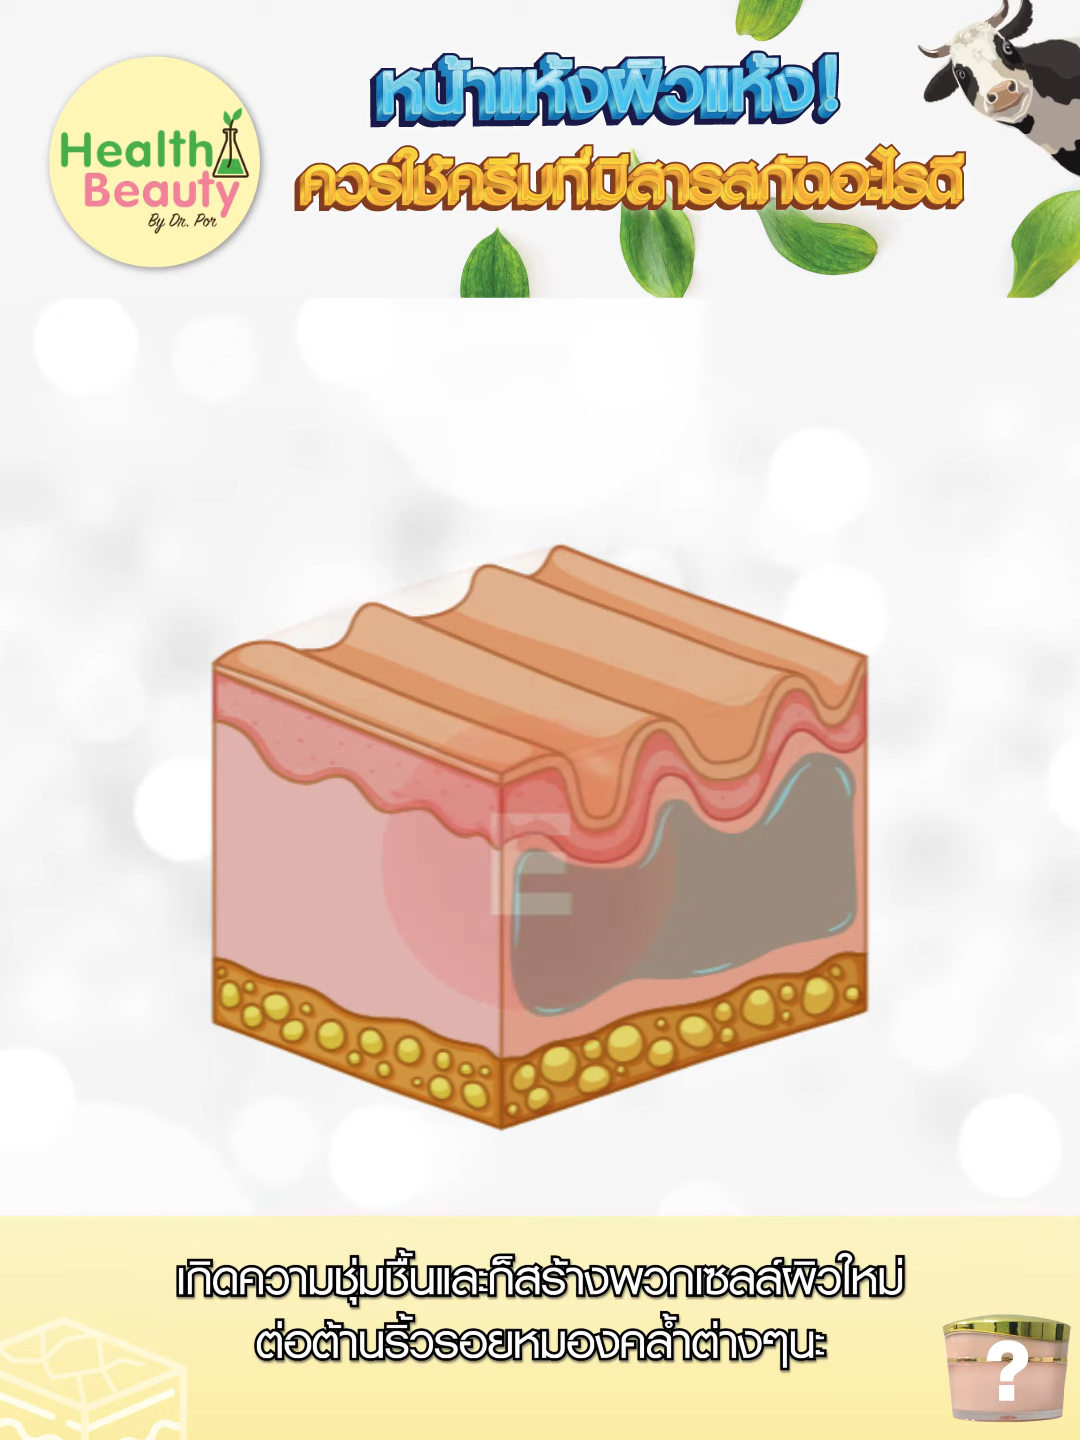 Health
Beauty
By Dr. Por
หน้าแห้งผิวแห้ง!
ควรใช้ครีมที่มีสารสกัดอะไรดี
E
เกิดความชุ่มชื้นและก็สร้างพวกเซลล์ผิวใหม่
ต่อต้านริ้วรอยหมองคล้ำต่างๆนะ
?